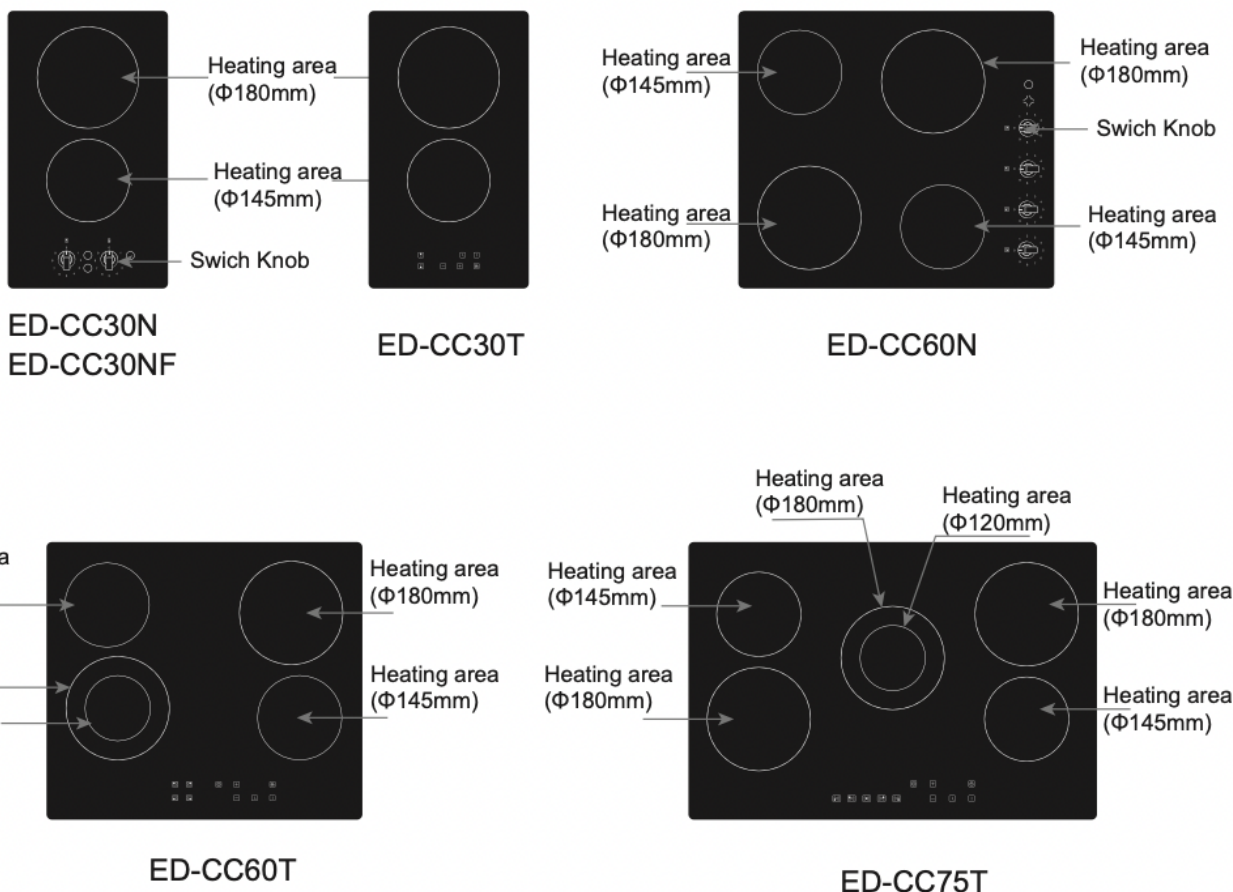 Heating area
(Φ180mm)
Heating area
(Φ145mm)
Swich Knob
ED-CC30N
ED-CC30NF
ED-CC30T
Heating area
(Φ145mm)
Heating area
(Φ180mm)
Heating area
(Φ180mm)
Swich Knob
Heating area
(Φ145mm)
ED-CC60N
a
Heating area
(Φ180mm)
Heating area
(Φ145mm)
ED-CC60T
Heating area
(Φ180mm)
Heating area
(Φ120mm)
Heating area
(Φ145mm)
Heating area
(Φ180mm)
Heating area
(Φ180mm)
Heating area
(Φ145mm)
ED-CC75T